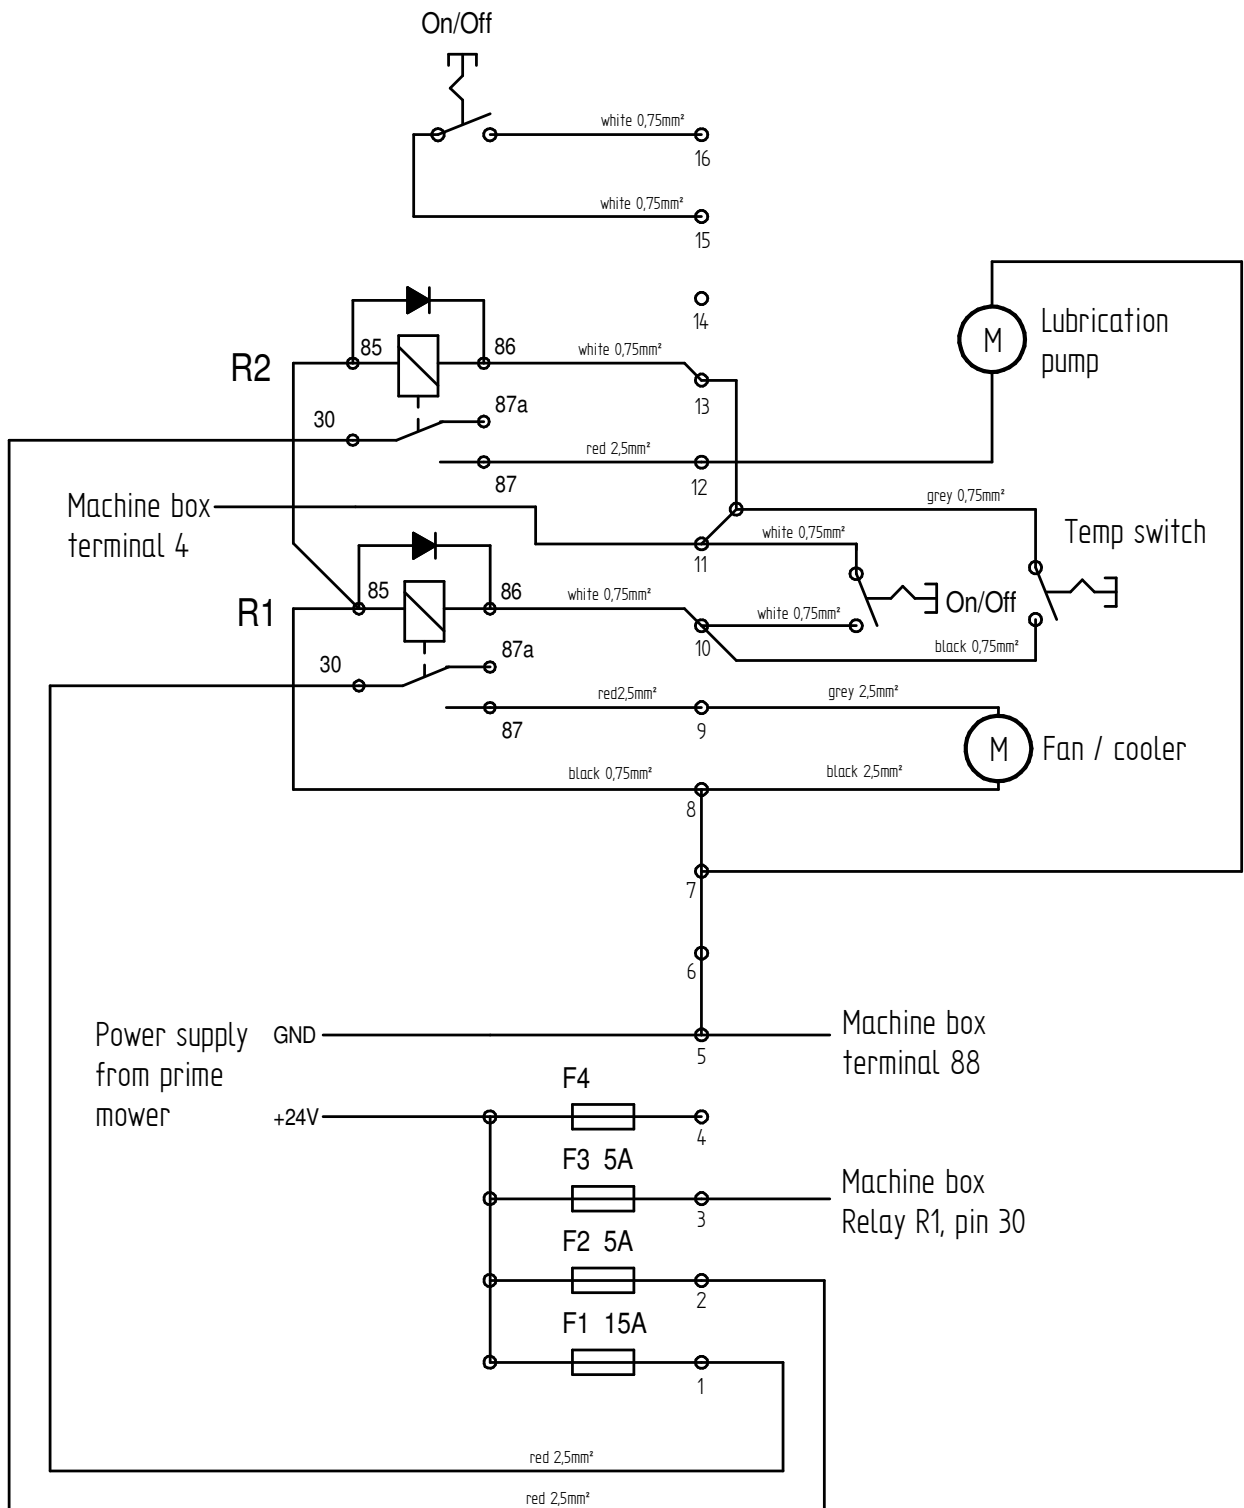 On/Off
white 0,75mm²
16
white 0,75mm²
15
14
Lubrication
pump
M
R2
85
86
white 0,75mm²
13
30
87a
red 2,5mm²
87
12
Machine box
terminal 4
grey 0,75mm²
white 0,75mm²
11
Temp switch
R1
85
86
white 0,75mm²
white 0,75mm²
On/Off
10
black 0,75mm²
30
87a
red2,5mm²
grey 2,5mm²
87
9
M
Fan / cooler
black 0,75mm²
black 2,5mm²
8
7
6
Power supply
from prime
mower
GND
5
Machine box
terminal 88
+24V
F4
4
F3 5A
3
Machine box
Relay R1, pin 30
F2 5A
2
F1 15A
1
red 2,5mm²
red 2,5mm²